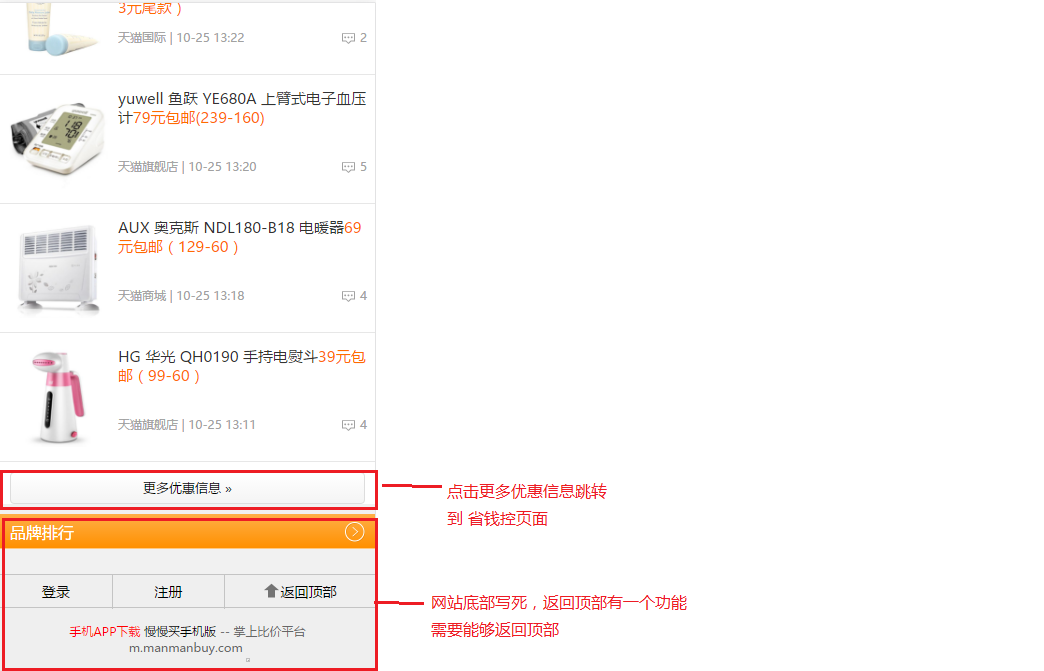 3元尾款）
天猫国际 | 10-25 13:22 2
yuwell 鱼跃 YE680A 上臂式电子血压
计79元包邮(239-160)
天猫旗舰店 | 10-25 13:20 5
AUX 奥克斯 NDL180-B18 电暖器69
元包邮（129-60）
天猫商城 | 10-25 13:18 4
HG 华光 QH0190 手持电熨斗39元包
邮（99-60）
天猫旗舰店 | 10-25 13:11 4
更多优惠信息 »
点击更多优惠信息跳转
到 省钱控页面
品牌排行
登录 注册 返回顶部
网站底部写死，返回顶部有一个功能
需要能够返回顶部
手机APP下载 慢慢买手机版 -- 掌上比价平台
m.manmanbuy.com